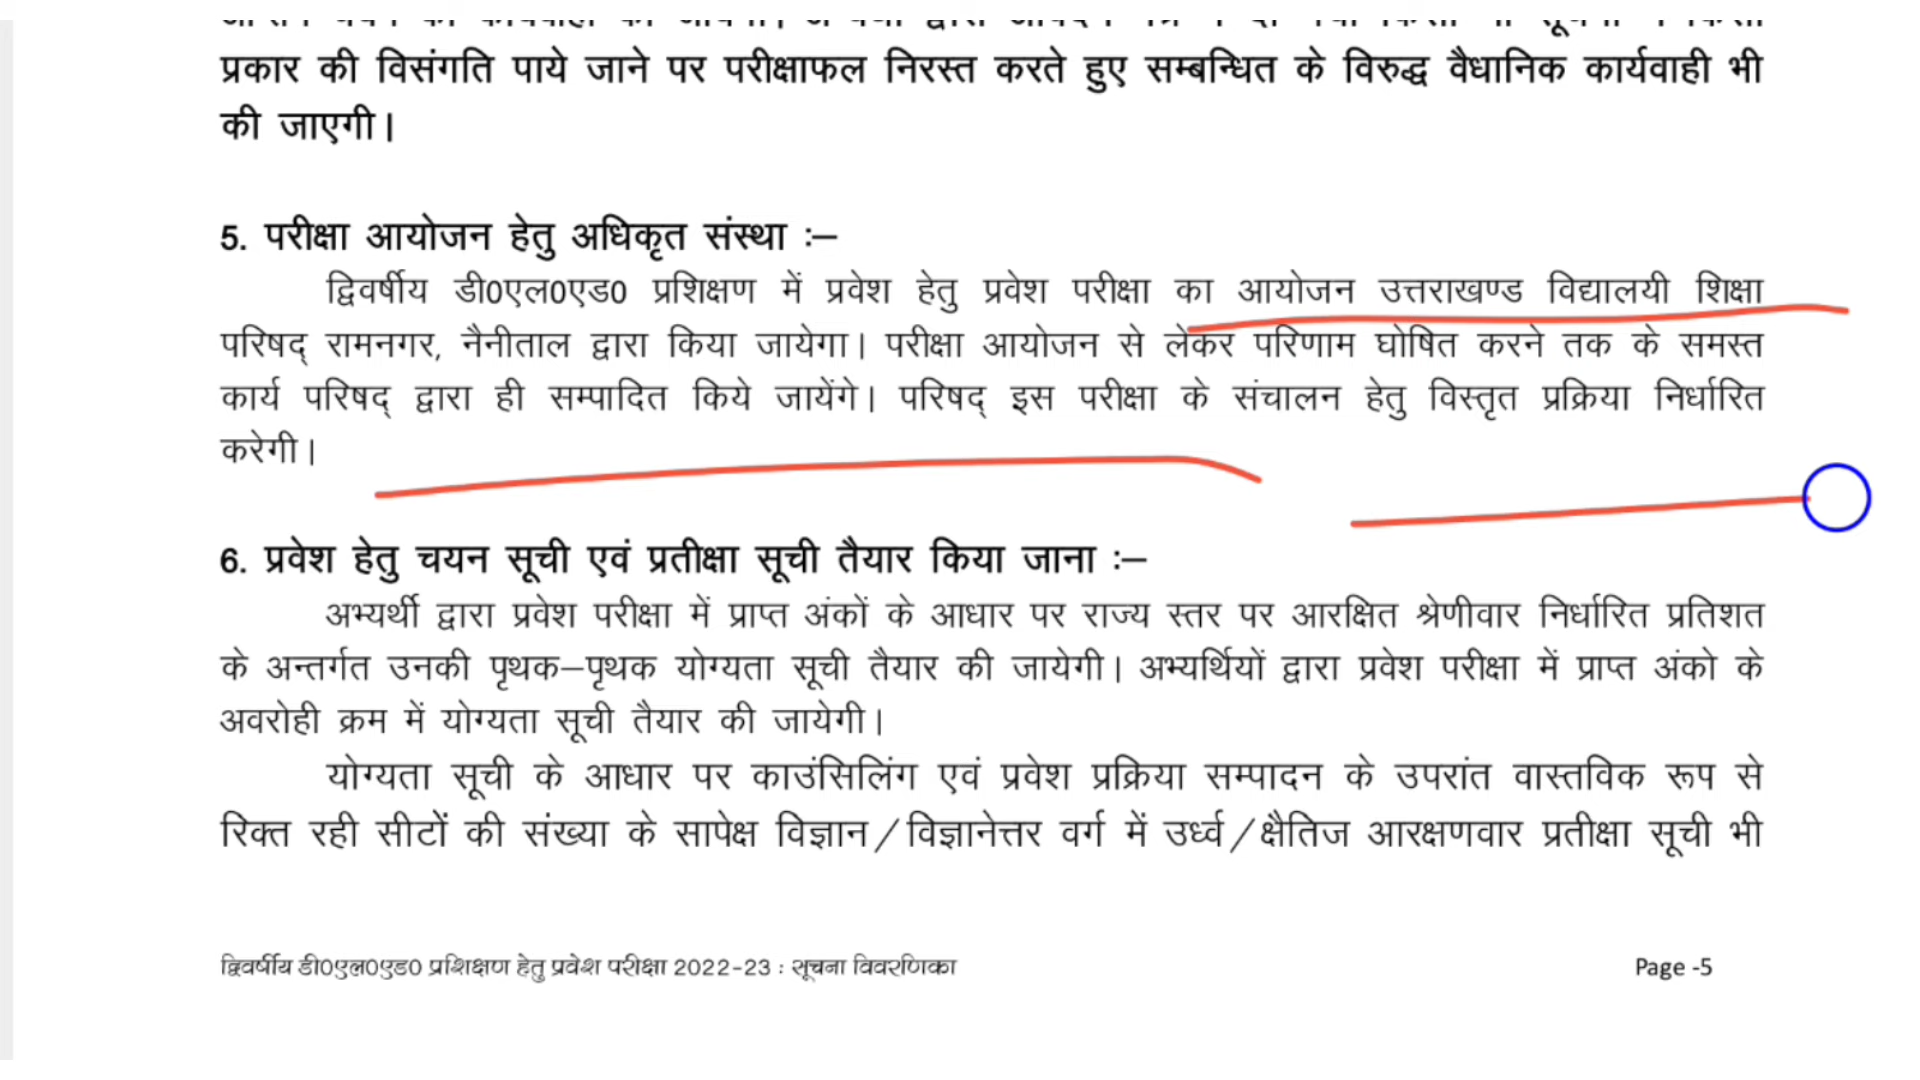 प्रकार की विसंगति पाये जाने पर परीक्षाफल निरस्त करते हुए सम्बन्धित के विरुद्ध वैधानिक कार्यवाही भी
की जाएगी।
5. परीक्षा आयोजन हेतु अधिकृत संस्था :–
द्विवर्षीय डी0एल0एड0 प्रशिक्षण में प्रवेश हेतु प्रवेश परीक्षा का आयोजन उत्तराखण्ड विद्यालयी शिक्षा
परिषद् रामनगर, नैनीताल द्वारा किया जायेगा। परीक्षा आयोजन से लेकर परिणाम घोषित करने तक के समस्त
कार्य परिषद् द्वारा ही सम्पादित किये जायेंगे। परिषद् इस परीक्षा के संचालन हेतु विस्तृत प्रक्रिया निर्धारित
करेगी।
6. प्रवेश हेतु चयन सूची एवं प्रतीक्षा सूची तैयार किया जाना :–
अभ्यर्थी द्वारा प्रवेश परीक्षा में प्राप्त अंकों के आधार पर राज्य स्तर पर आरक्षित श्रेणीवार निर्धारित प्रतिशत
के अन्तर्गत उनकी पृथक–पृथक योग्यता सूची तैयार की जायेगी। अभ्यर्थियों द्वारा प्रवेश परीक्षा में प्राप्त अंको के
अवरोही क्रम में योग्यता सूची तैयार की जायेगी।
योग्यता सूची के आधार पर काउंसिलिंग एवं प्रवेश प्रक्रिया सम्पादन के उपरांत वास्तविक रूप से
रिक्त रही सीटों की संख्या के सापेक्ष विज्ञान/विज्ञानेत्तर वर्ग में उर्ध्व/क्षैतिज आरक्षणवार प्रतीक्षा सूची भी
द्विवर्षीय डी0एल0एड0 प्रशिक्षण हेतु प्रवेश परीक्षा 2022-23 : सूचना विवरणिका
Page -5